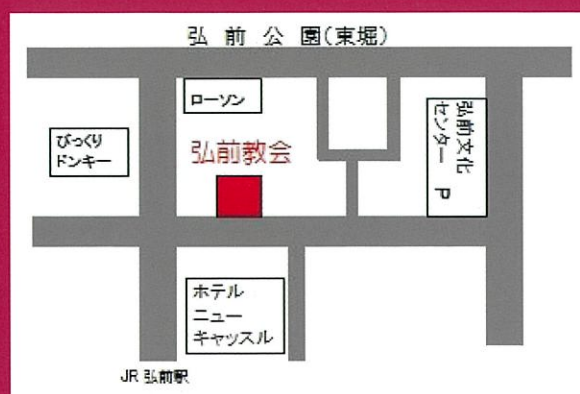 弘前公園(東堀)
ローソン
びっくり
ドンキー
弘前教会
弘前文化
センター P
ホテル
ニュー
キャッスル
JR 弘前駅